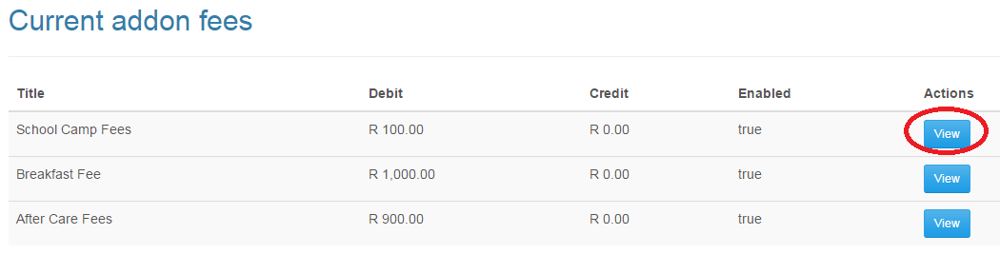 Current addon fees
Title Debit Credit Enabled Actions
School Camp Fees R 100.00 R 0.00 true View
Breakfast Fee R 1,000.00 R 0.00 true View
After Care Fees R 900.00 R 0.00 true View